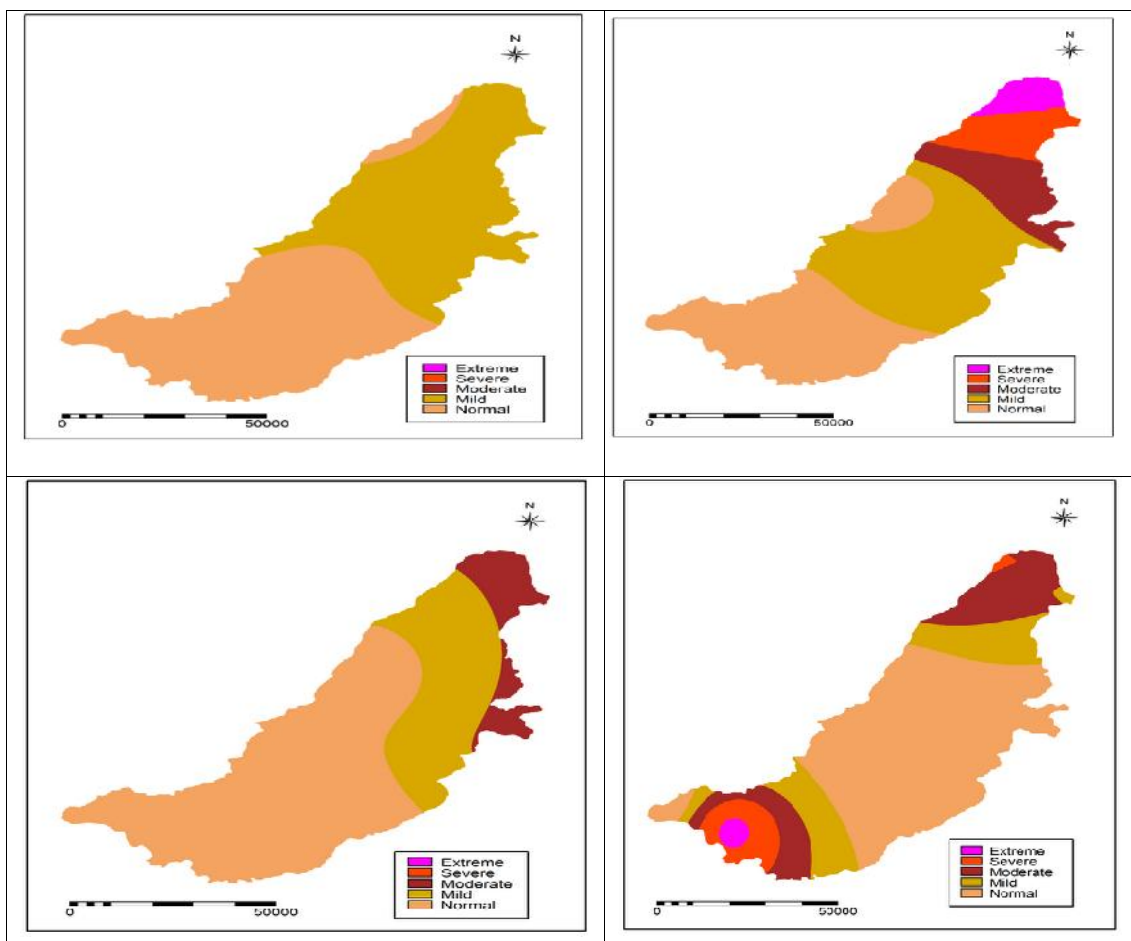 N
Extreme
Severe
Moderate
Mild
Normal
0 50000
N
Extreme
Severe
Moderate
Mild
Normal
0 50000
N
Extreme
Severe
Moderate
Mild
Normal
0 50000
N
Extreme
Severe
Moderate
Mild
Normal
0 50000